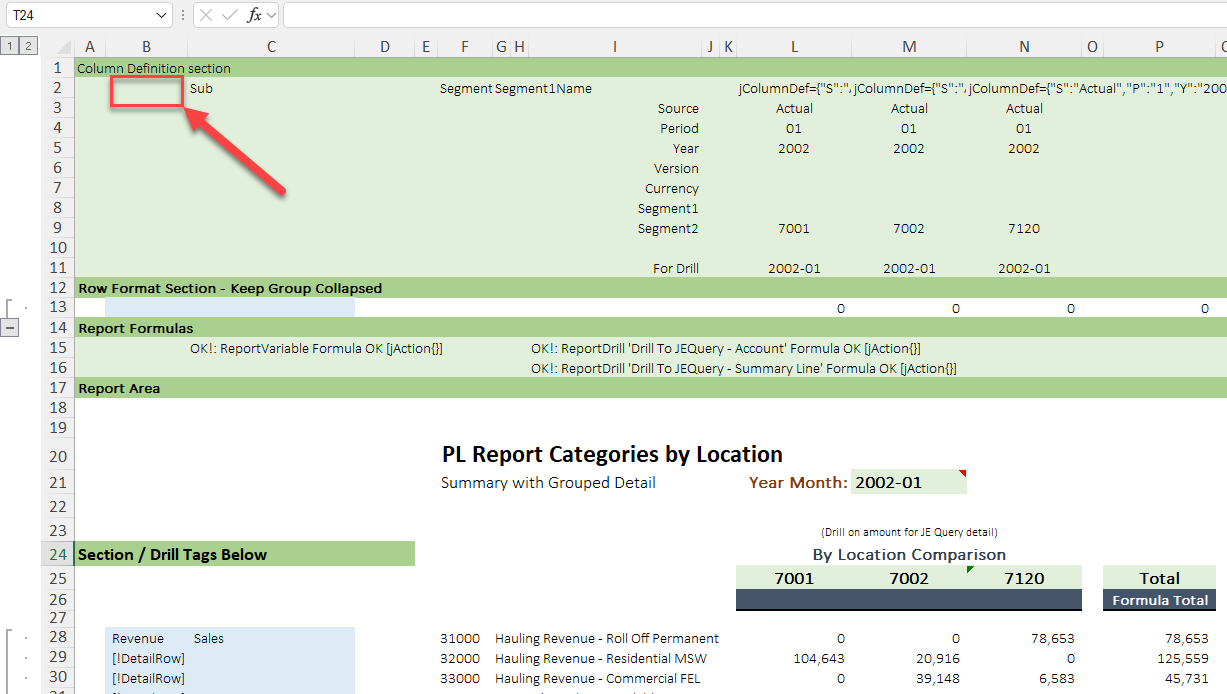 T24 fx
1 2 A B C D E F G H I J K L M N O P
1 Column Definition section
2 Sub Segment Segment1Name jColumnDef={"S":" jColumnDef={"S":" jColumnDef={"S":"Actual","P":"1","Y":"200
3 Source Actual Actual Actual
4 Period 01 01 01
5 Year 2002 2002 2002
6 Version
7 Currency
8 Segment1
9 Segment2 7001 7002 7120
10
11 For Drill 2002-01 2002-01 2002-01
12 Row Format Section - Keep Group Collapsed
13 0 0 0 0
14 Report Formulas
15 OK!: ReportVariable Formula OK [jAction{}] OK!: ReportDrill 'Drill To JEQuery - Account' Formula OK [jAction{}]
16 OK!: ReportDrill 'Drill To JEQuery - Summary Line' Formula OK [jAction{}]
17 Report Area
18
19
20 PL Report Categories by Location
21 Summary with Grouped Detail Year Month: 2002-01
22
23 (Drill on amount for JE Query detail)
24 Section / Drill Tags Below By Location Comparison
25 7001 7002 7120 Total
26 Formula Total
27
28 Revenue Sales 31000 Hauling Revenue - Roll Off Permanent 0 0 78,653 78,653
29 [!DetailRow] 32000 Hauling Revenue - Residential MSW 104,643 20,916 0 125,559
30 [!DetailRow] 33000 Hauling Revenue - Commercial FEL 0 39,148 6,583 45,731